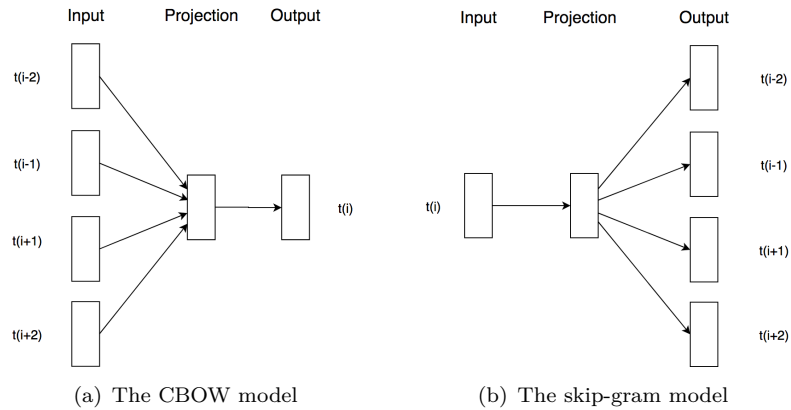 Input Projection Output
t(i-2)
t(i-1)
t(i+1)
t(i+2)
t(i)
(a) The CBOW model
Input Projection Output
t(i)
t(i-2)
t(i-1)
t(i+1)
t(i+2)
(b) The skip-gram model